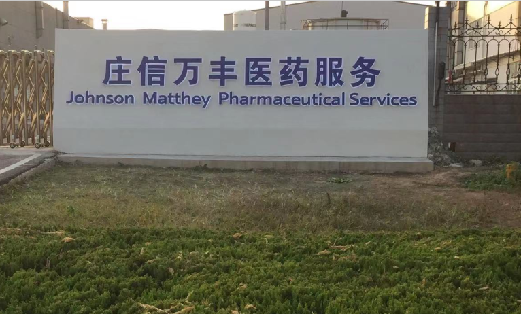 庄信万丰医药服务
Johnson Matthey Pharmaceutical Services